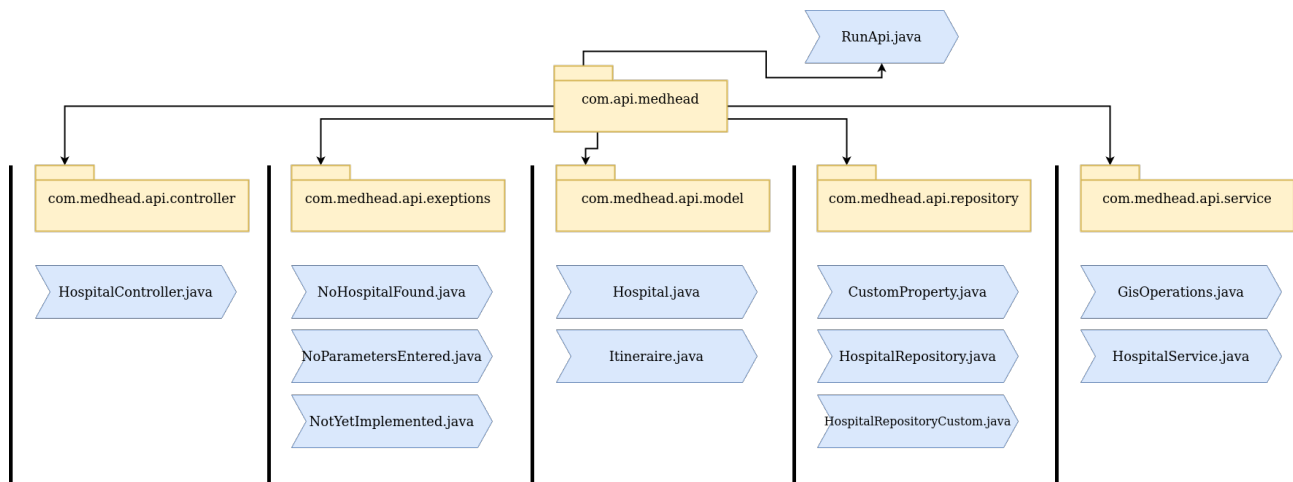 RunApi.java
com.api.medhead
com.medhead.api.controller
com.medhead.api.exeptions
com.medhead.api.model
com.medhead.api.repository
com.medhead.api.service
HospitalController.java
NoHospitalFound.java
Hospital.java
CustomProperty.java
GisOperations.java
NoParametersEntered.java
Itineraire.java
HospitalRepository.java
HospitalService.java
NotYetImplemented.java
HospitalRepositoryCustom.java